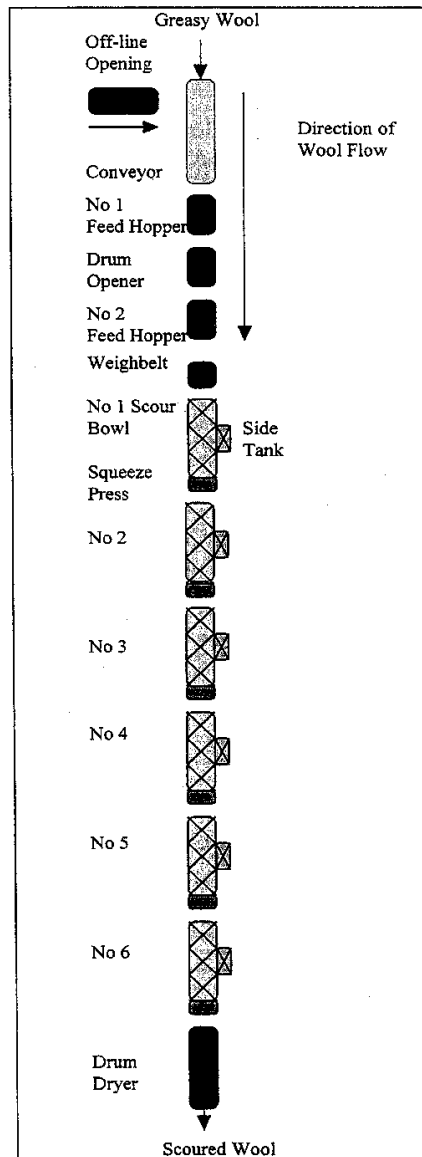 Greasy Wool
Off-line
Opening
Direction of
Wool Flow
Conveyor
No 1
Feed Hopper
Drum
Opener
No 2
Feed Hopper
Weighbelt
No 1 Scour
Bowl
Side
Tank
Squeeze
Press
No 2
No 3
No 4
No 5
No 6
Drum
Dryer
Scoured Wool